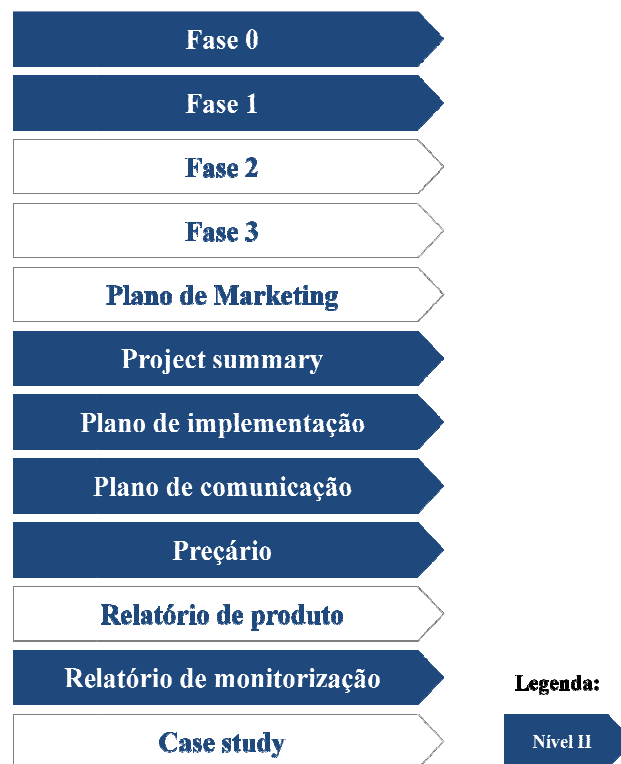 Fase 0
Fase 1
Fase 2
Fase 3
Plano de Marketing
Project summary
Plano de implementação
Plano de comunicação
Preçário
Relatório de produto
Relatório de monitorização
Case study
Legenda:
Nível II